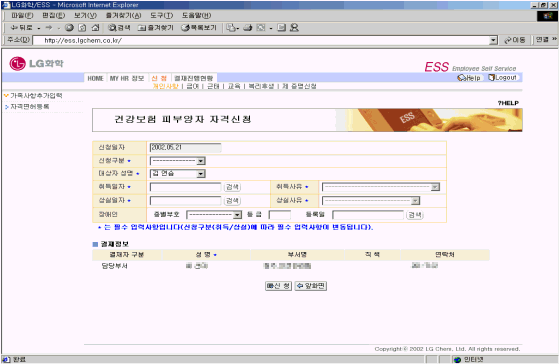 LG화학/ESS - Microsoft Internet Explorer
파일(F) 편집(E) 보기(V) 즐겨찾기(A) 도구(T) 도움말(H)
뒤로 검색 즐겨찾기 목록보기
주소(D) http://ess.lgchem.co.kr/ 이동 연결 »
LG화학
ESS Employee Self Service
HOME MY HR 정보 신 청 결재진행현황 Help Logout
개인사항 | 급여 | 근태 | 교육 | 복리후생 | 제 증명신청
가족사항추가입력
자격면허등록
?HELP
건강보험 피부양자 자격신청
ESS
신청일자 2002.05.21
신청구분 -------------
대상자 성명 김 연습
취득일자 검색 취득사유 ----------------------------
상실일자 검색 상실사유 ----------------------------
장애인 종별부호 ------------- 등 급 등록일 검색
* 는 필수 입력사항입니다(신청구분(취득/상실)에 따라 필수 입력사항이 변동됩니다).
결재정보
결재자 구분 성 명 부서명 직 책 연락처
담당부서
신 청 앞화면
Copyright © 2002 LG Chem, Ltd. All rights reserved.
완료 인터넷